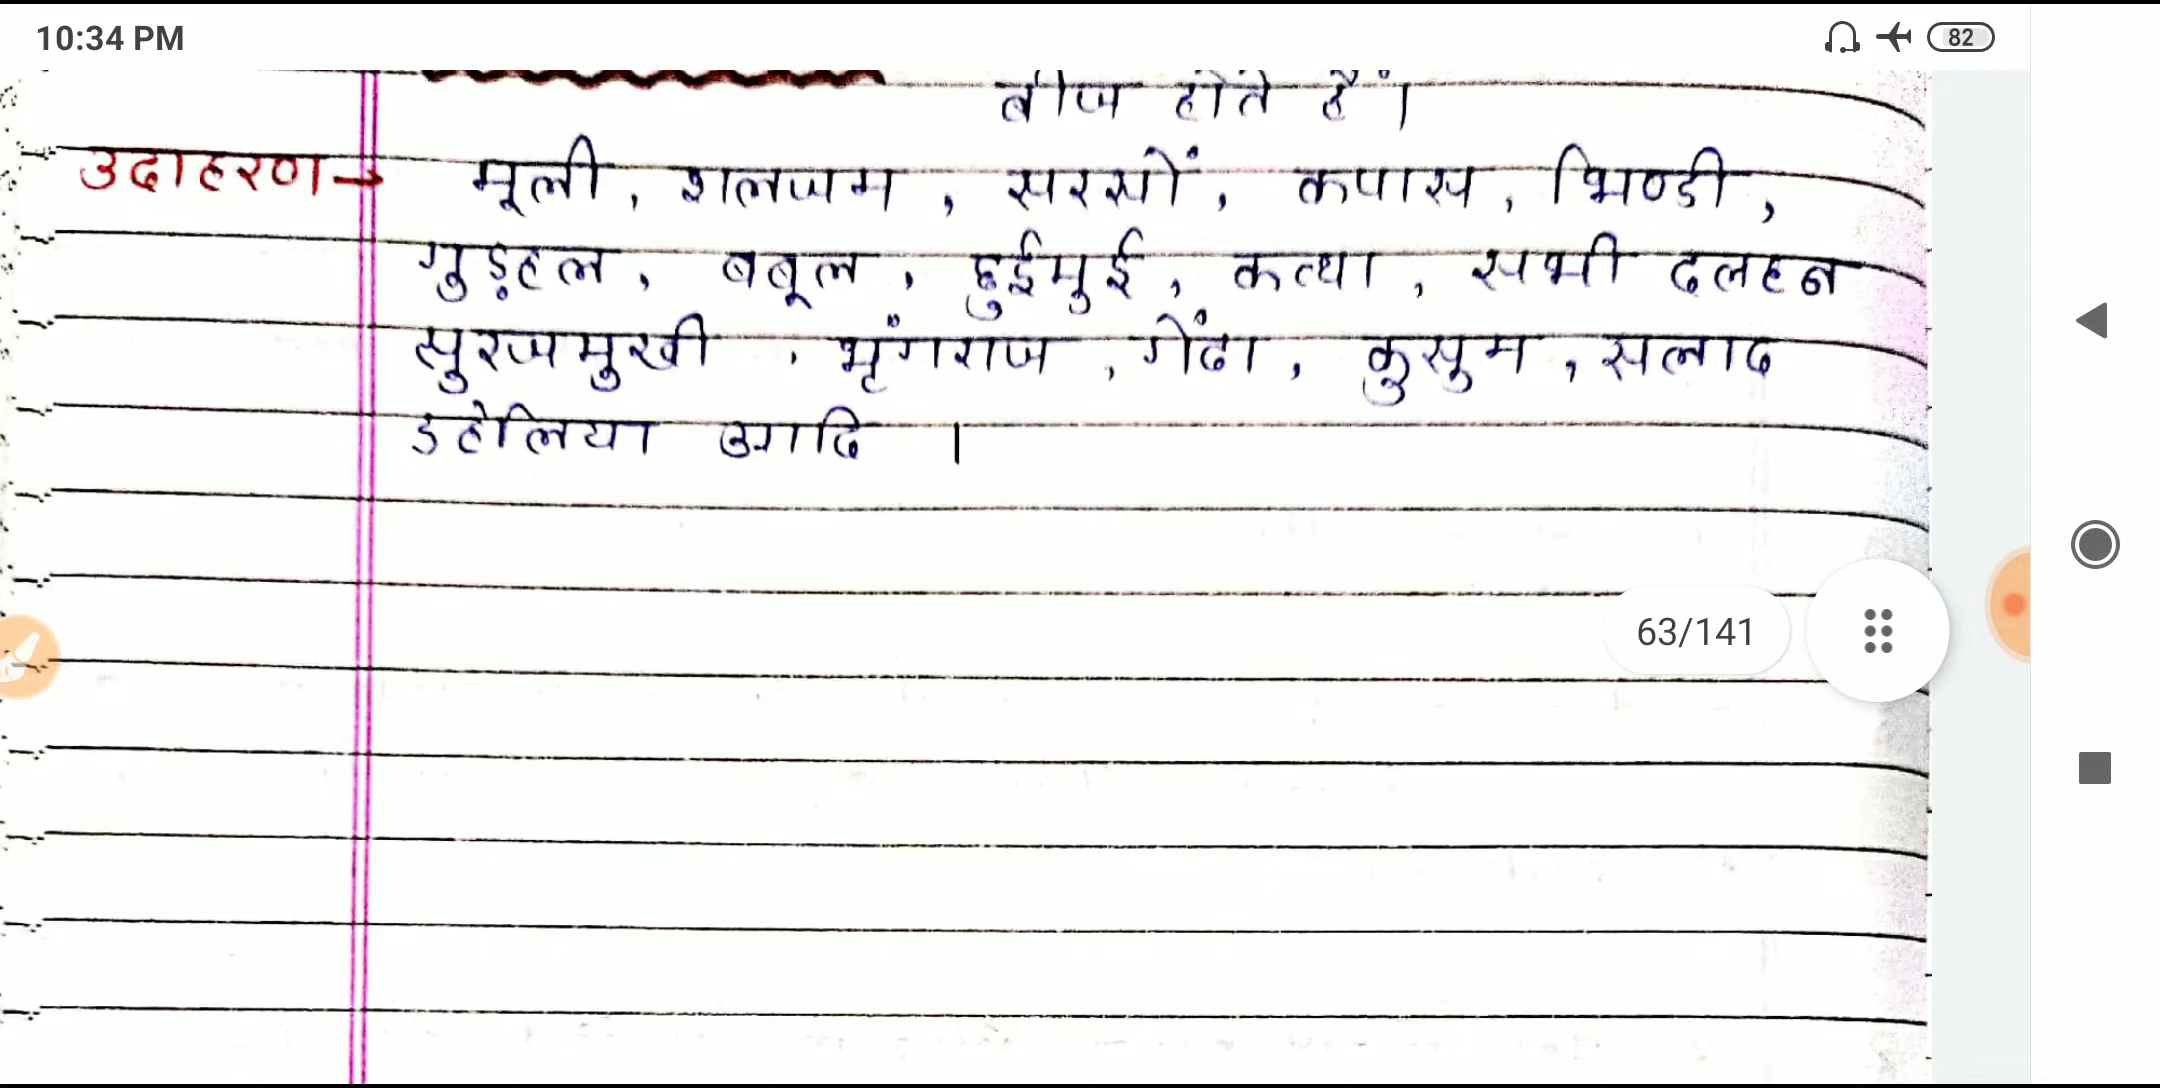 10:34 PM
82
बीज होते हैं।
उदाहरण→ मूली, शलजम, सरसों, कपास, भिण्डी,
गुड़हल, बबूल, छुईमुई, कत्था, सभी दलहन
सुरजमुखी, भृंगराज, गेंदा, कुसुम, सलाद
डहेलिया आदि।
63/141